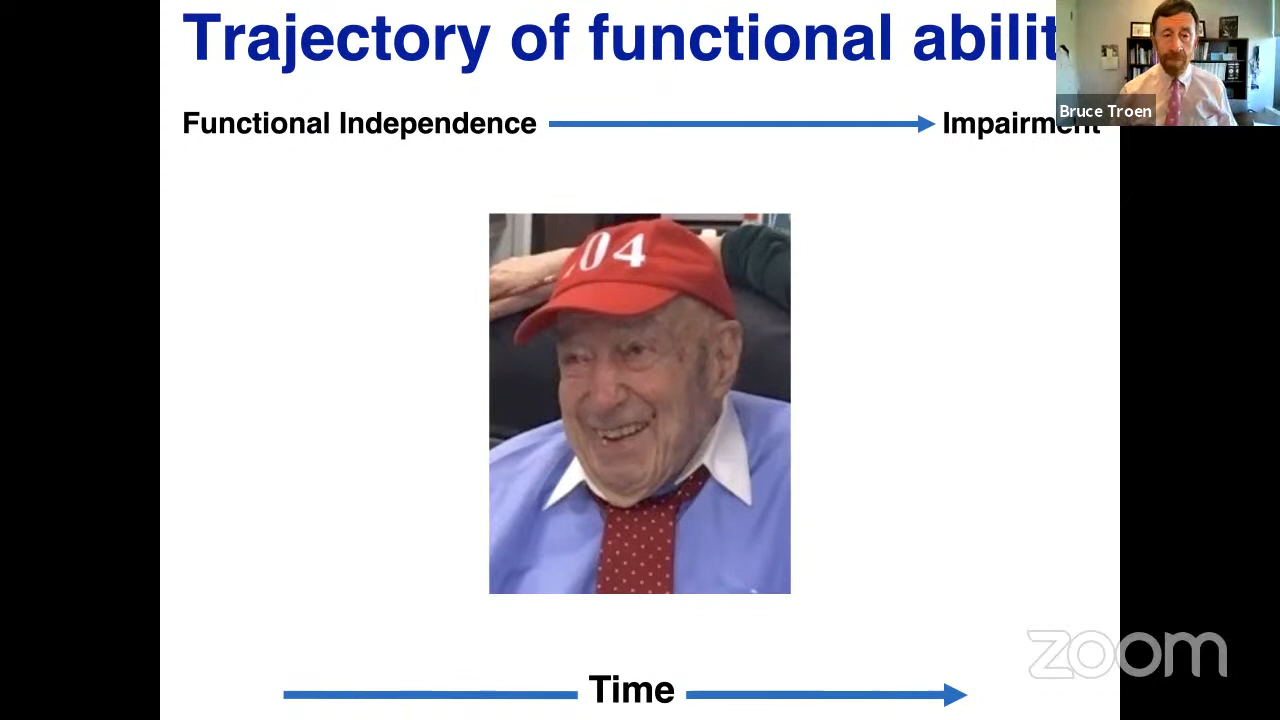 Trajectory of functional abilit
Bruce Troen
Functional Independence
Impairment
04
Time
zoom